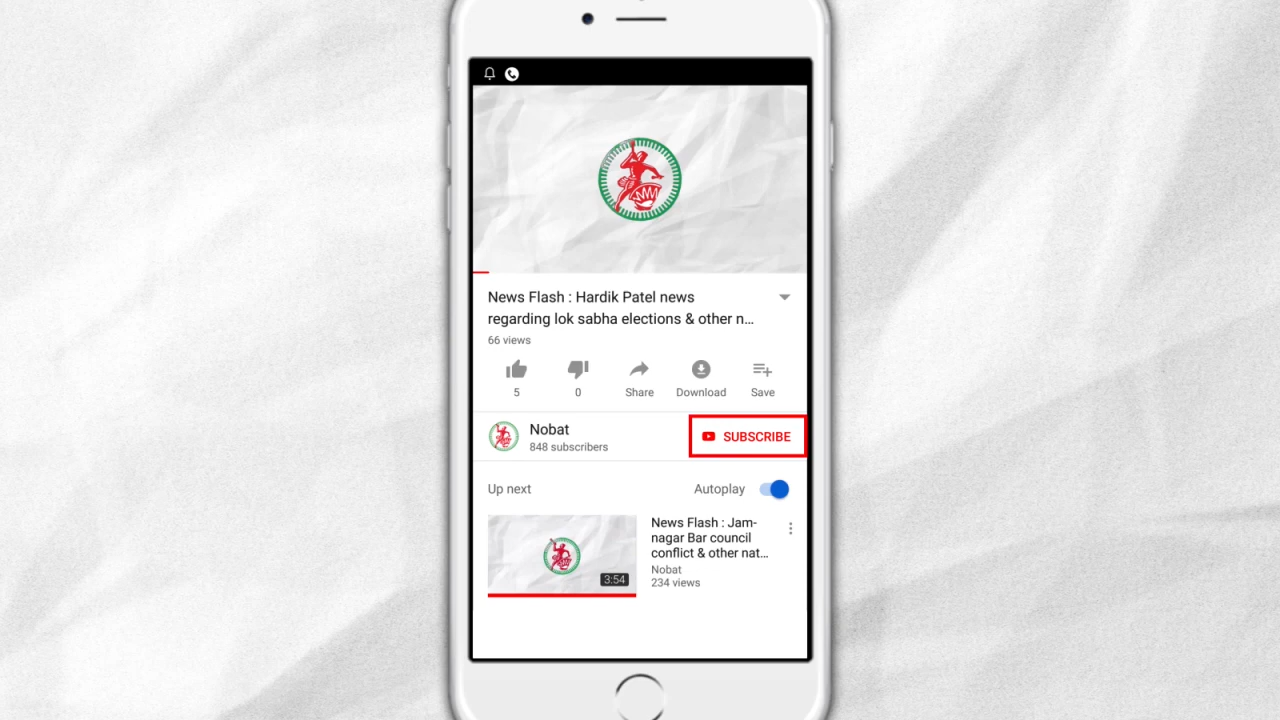 News Flash : Hardik Patel news
regarding lok sabha elections & other n...
66 views
5
0
Share
Download
Save
Nobat
848 subscribers
SUBSCRIBE
Up next
Autoplay
News Flash : Jam-
nagar Bar council
conflict & other nat...
Nobat
234 views
3:54